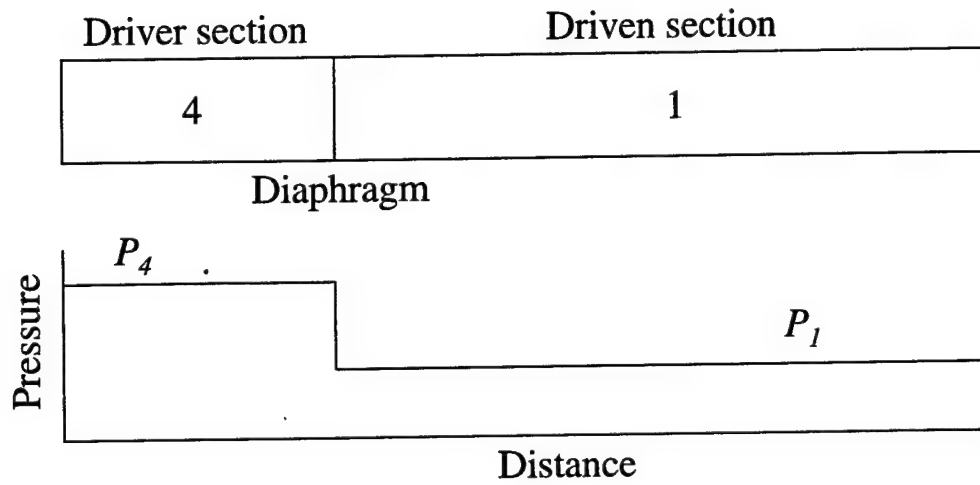 Driver section
Driven section
4
1
Diaphragm
P4
P1
Pressure
Distance